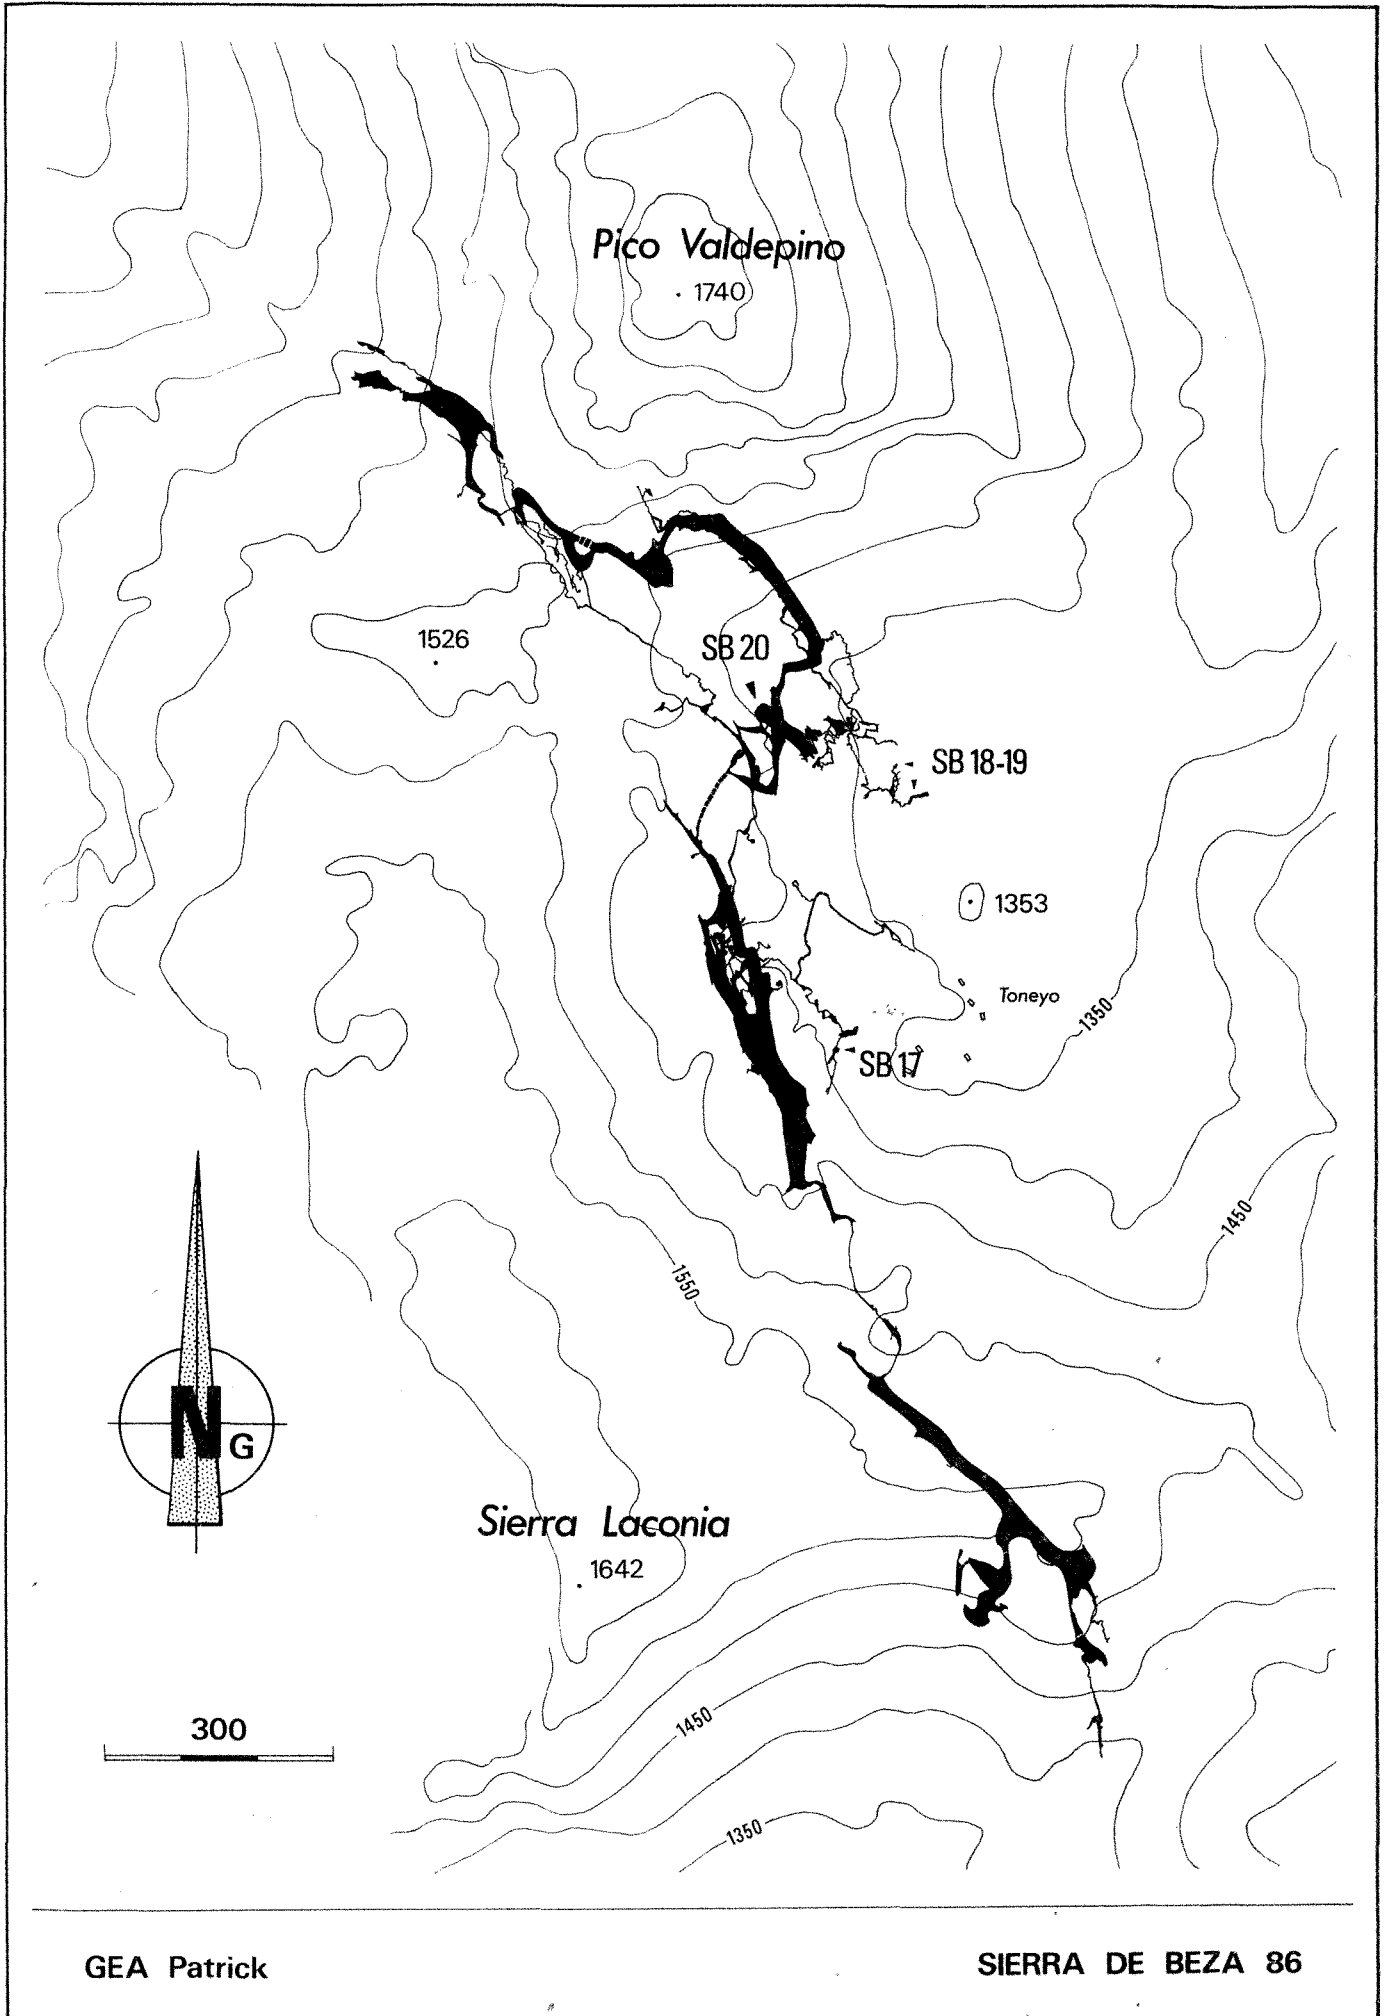 Pico Valdepino
1740
1526
SB 20
SB 18-19
1353
Toneyo
1350
SB 17
1450
1550
N
G
Sierra Laconia
1642
1450
300
1350
GEA Patrick
SIERRA DE BEZA 86